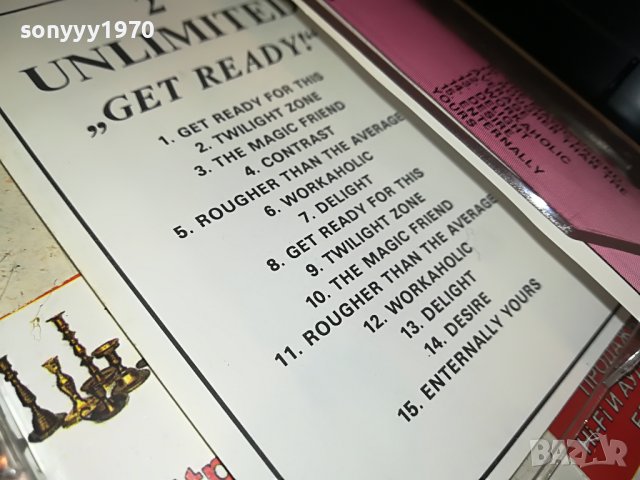 sonyyy1970
2
UNLIMITED
„GET READY!“
1. GET READY FOR THIS
2. TWILIGHT ZONE
3. THE MAGIC FRIEND
4. CONTRAST
5. ROUGHER THAN THE AVERAGE
6. WORKAHOLIC
7. DELIGHT
8. GET READY FOR THIS
9. TWILIGHT ZONE
10. THE MAGIC FRIEND
11. ROUGHER THAN THE AVERAGE
12. WORKAHOLIC
13. DELIGHT
14. DESIRE
15. ENTERNALLY YOURS
BAZAR